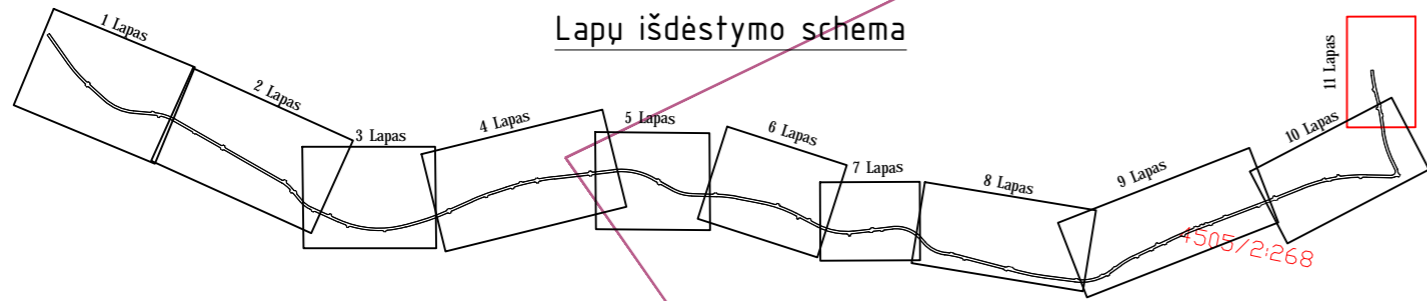 Lapų išdėstymo schema
1 Lapas
2 Lapas
3 Lapas
4 Lapas
5 Lapas
6 Lapas
7 Lapas
8 Lapas
9 Lapas
10 Lapas
11 Lapas
4505/2:268